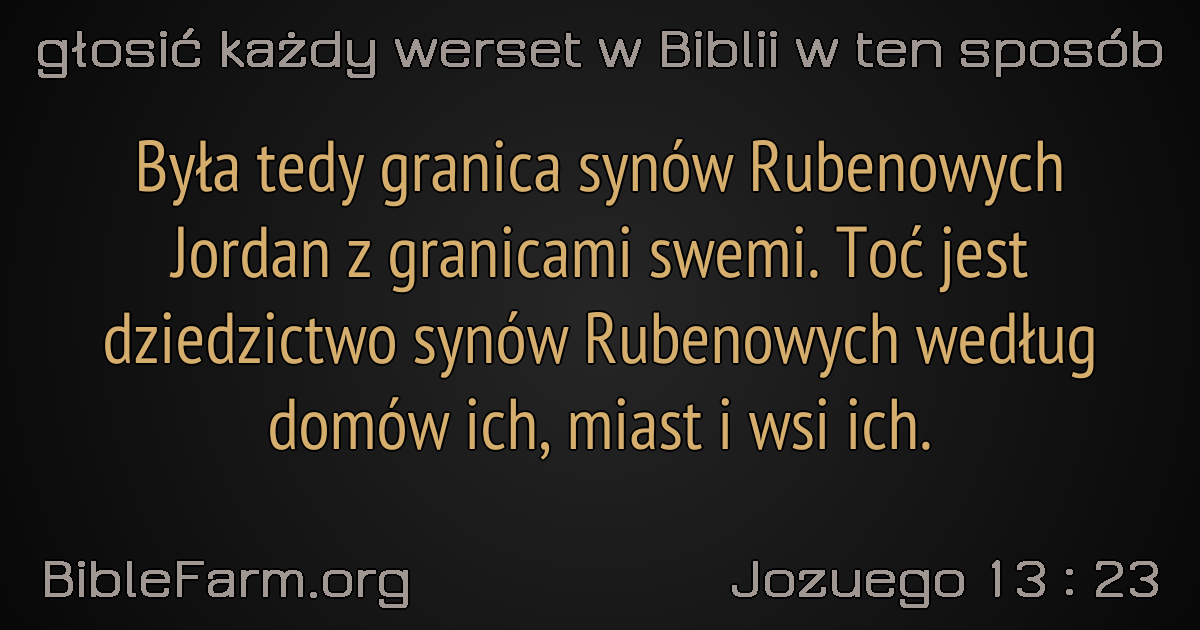 głosić każdy werset w Biblii w ten sposób
Była tedy granica synów Rubenowych
Jordan z granicami swemi. Toć jest
dziedzictwo synów Rubenowych według
domów ich, miast i wsi ich.
BibleFarm.org
Jozuego 13 : 23